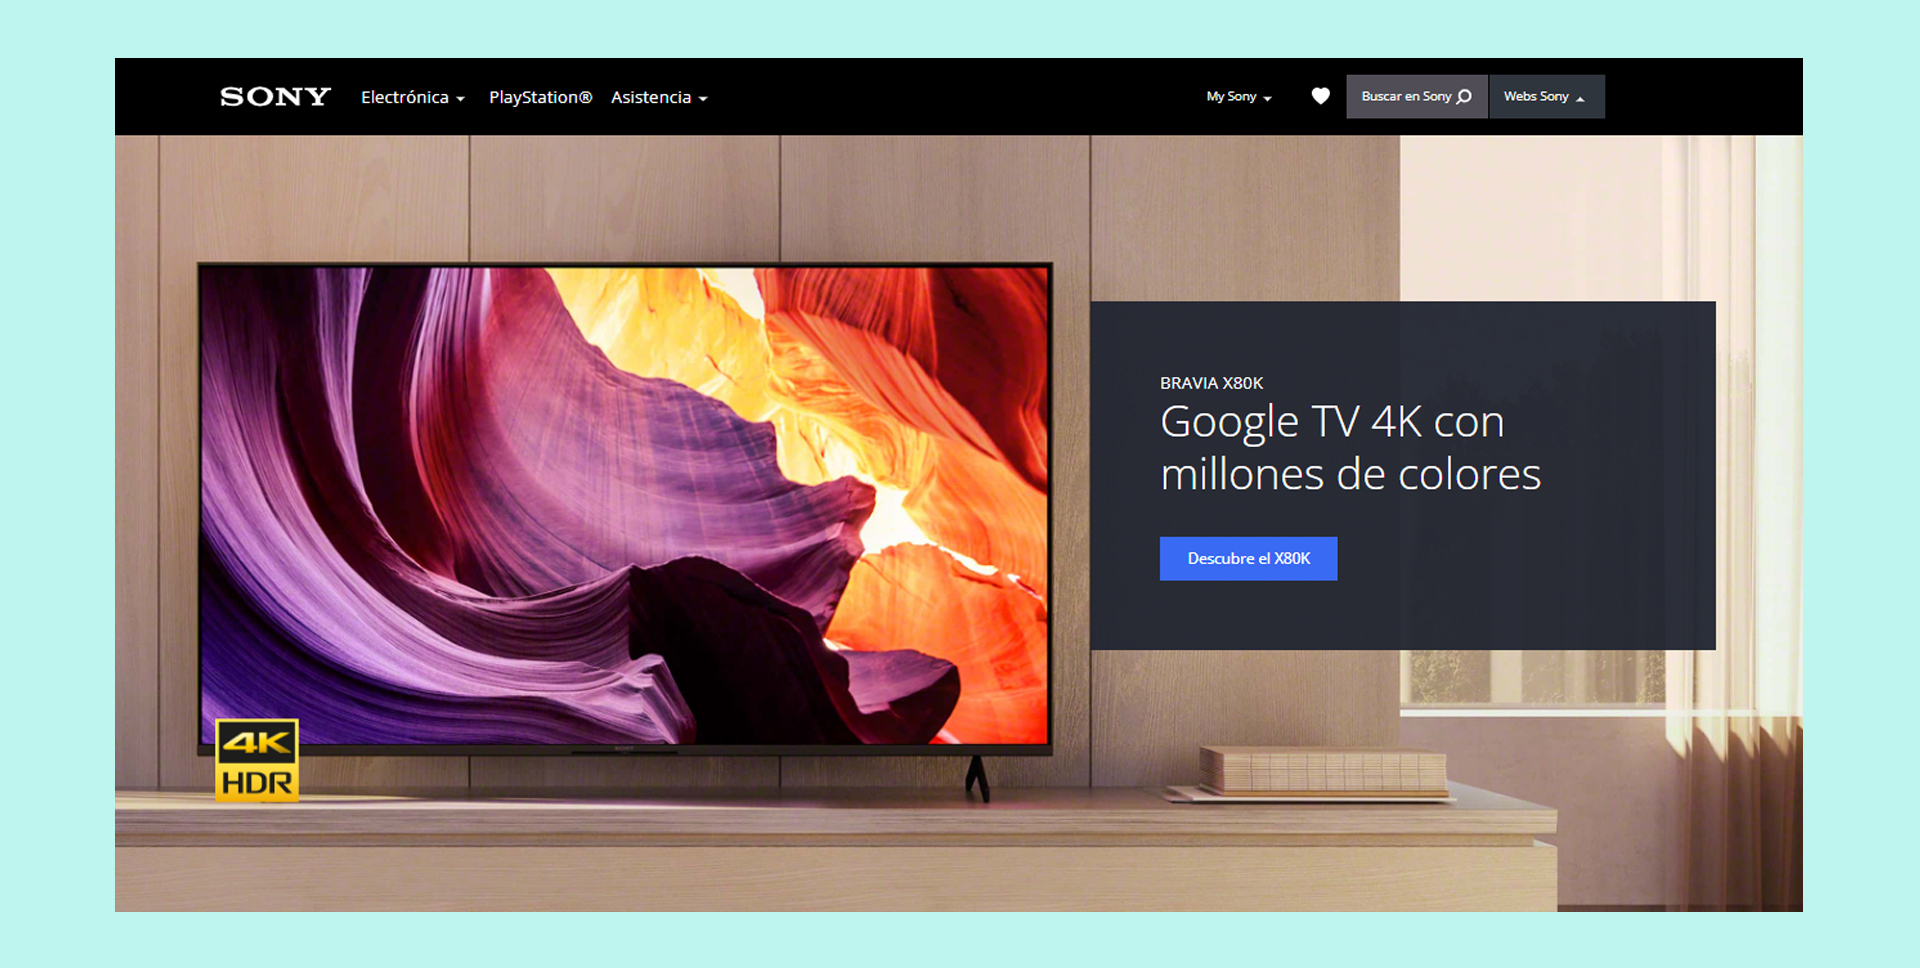 SONY Electrónica PlayStation® Asistencia My Sony Buscar en Sony Webs Sony
BRAVIA X80K
Google TV 4K con
millones de colores
Descubre el X80K
SONY
4K
HDR